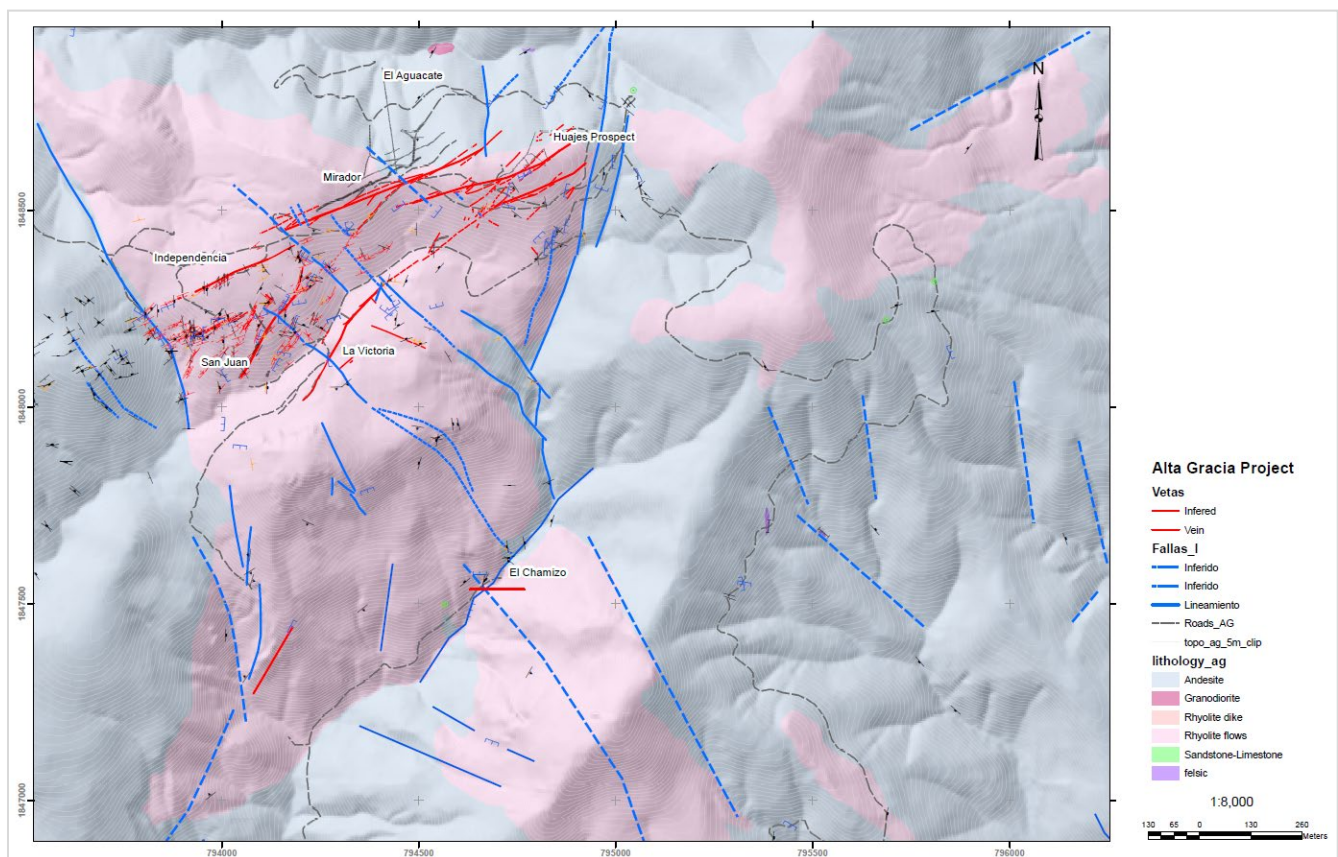 El Aguacate
N
Huajes Prospect
Mirador
1848500
Independencia
San Juan
La Victoria
1848000
El Chamizo
1847500
1847000
794000
794500
795000
795500
796000
Alta Gracia Project
Vetas
Infered
Vein
Fallas_I
Inferido
Inferido
Lineamiento
Roads_AG
topo_ag_5m_clip
lithology_ag
Andesite
Granodiorite
Rhyolite dike
Rhyolite flows
Sandstone-Limestone
felsic
1:8,000
130 65 0 130 260
Meters